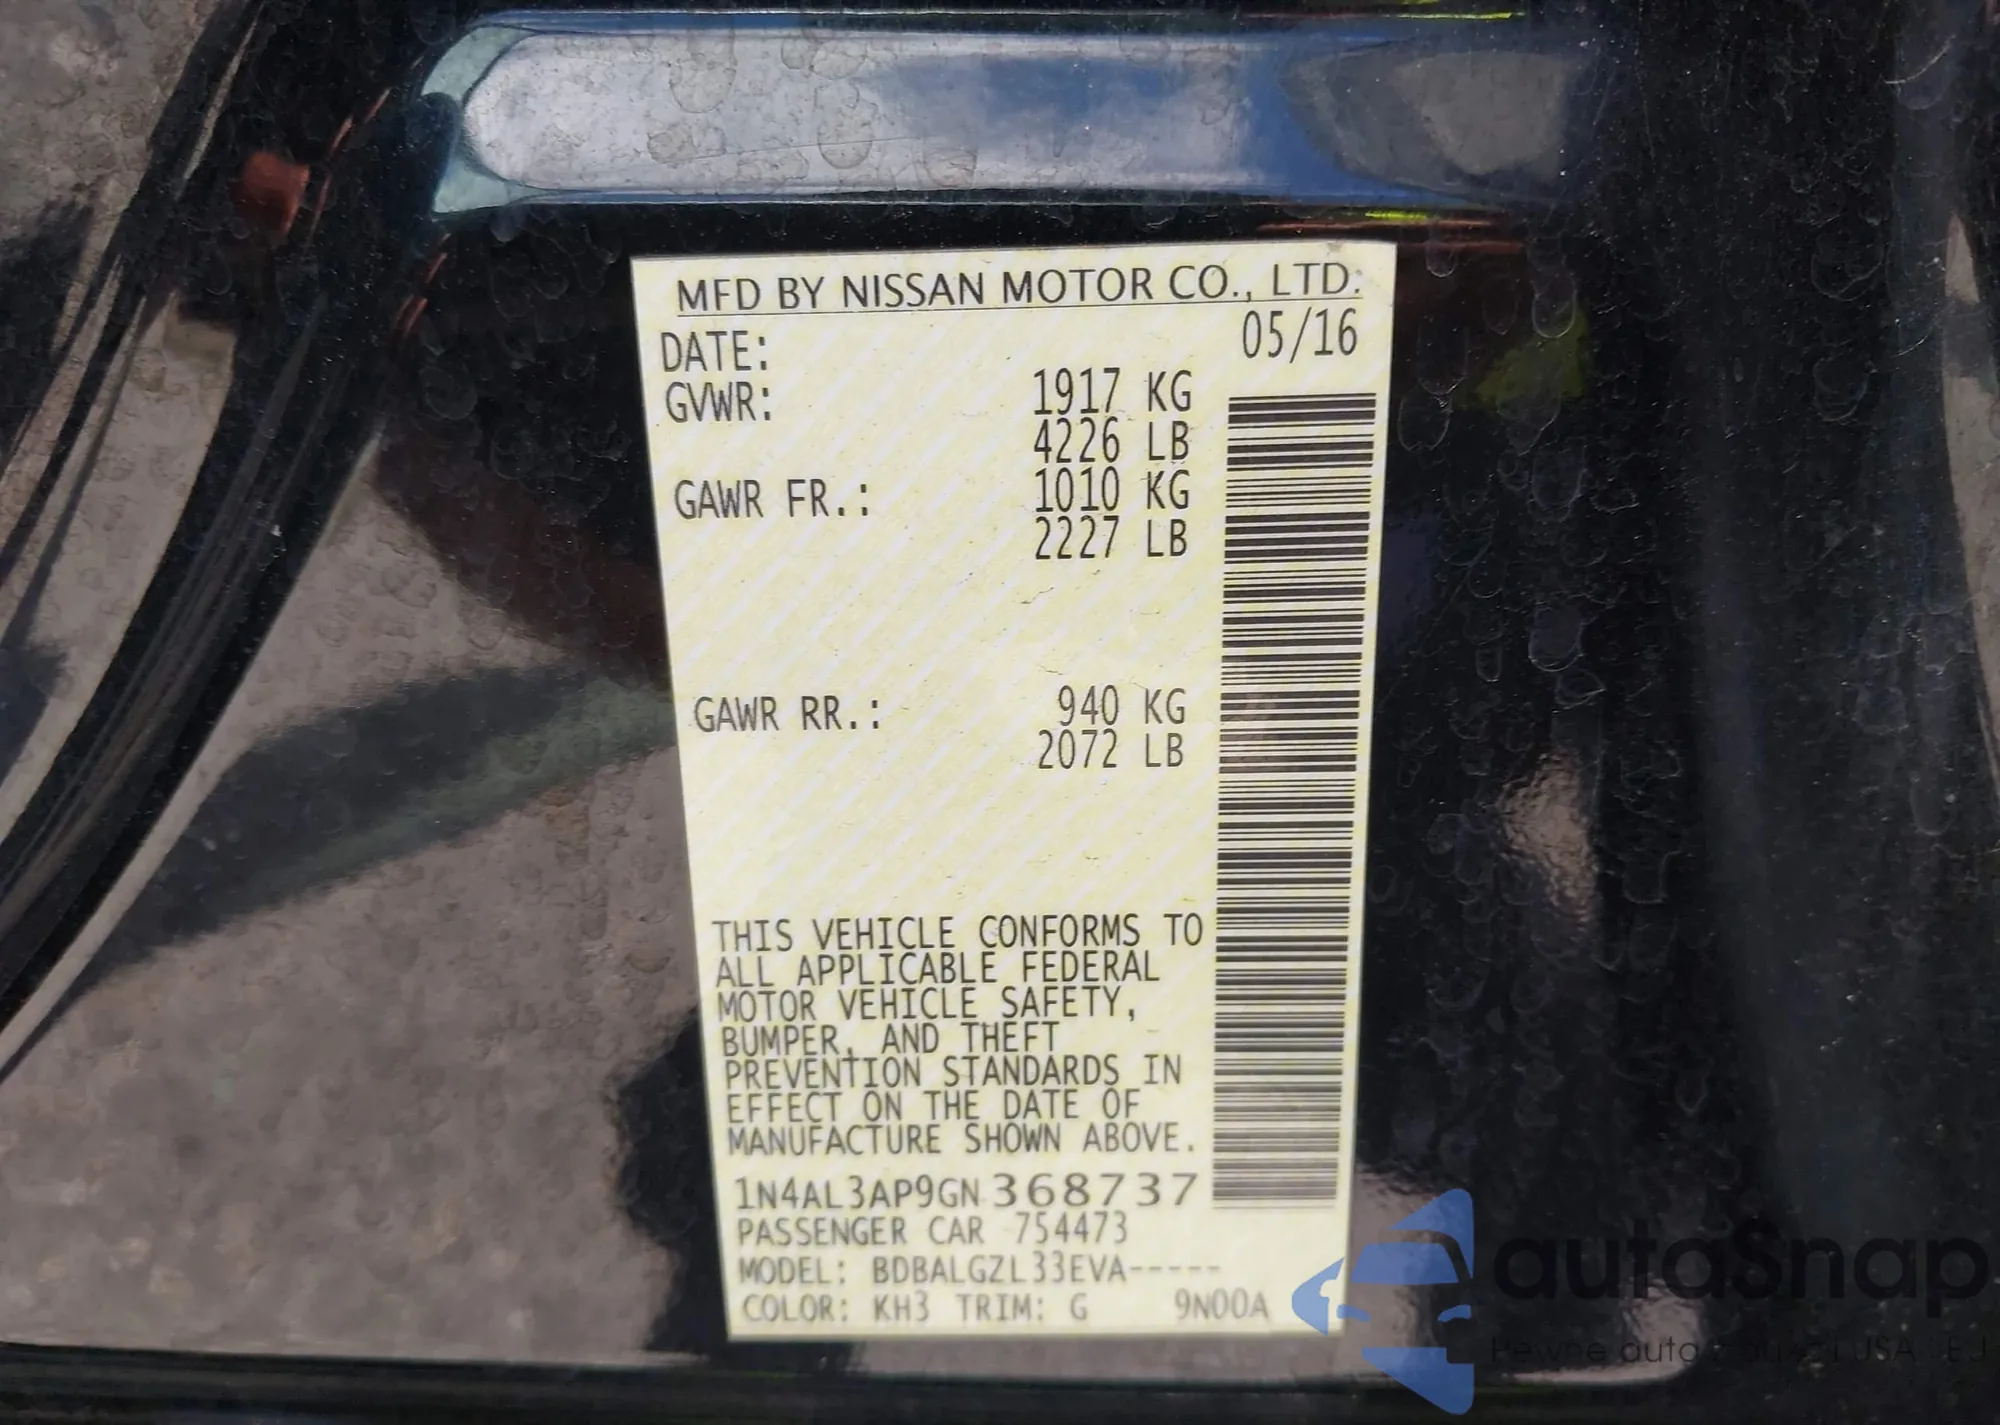 MFD BY NISSAN MOTOR CO., LTD.
DATE: 05/16
GVWR: 1917 KG
4226 LB
GAWR FR.: 1010 KG
2227 LB
GAWR RR.: 940 KG
2072 LB
THIS VEHICLE CONFORMS TO
ALL APPLICABLE FEDERAL
MOTOR VEHICLE SAFETY,
BUMPER, AND THEFT
PREVENTION STANDARDS IN
EFFECT ON THE DATE OF
MANUFACTURE SHOWN ABOVE.
1N4AL3AP9GN368737
PASSENGER CAR 754473
MODEL: BDBALGZL33EVA-----
COLOR: KH3 TRIM: G 9N00A
autoSnap
Pewne auta z USA